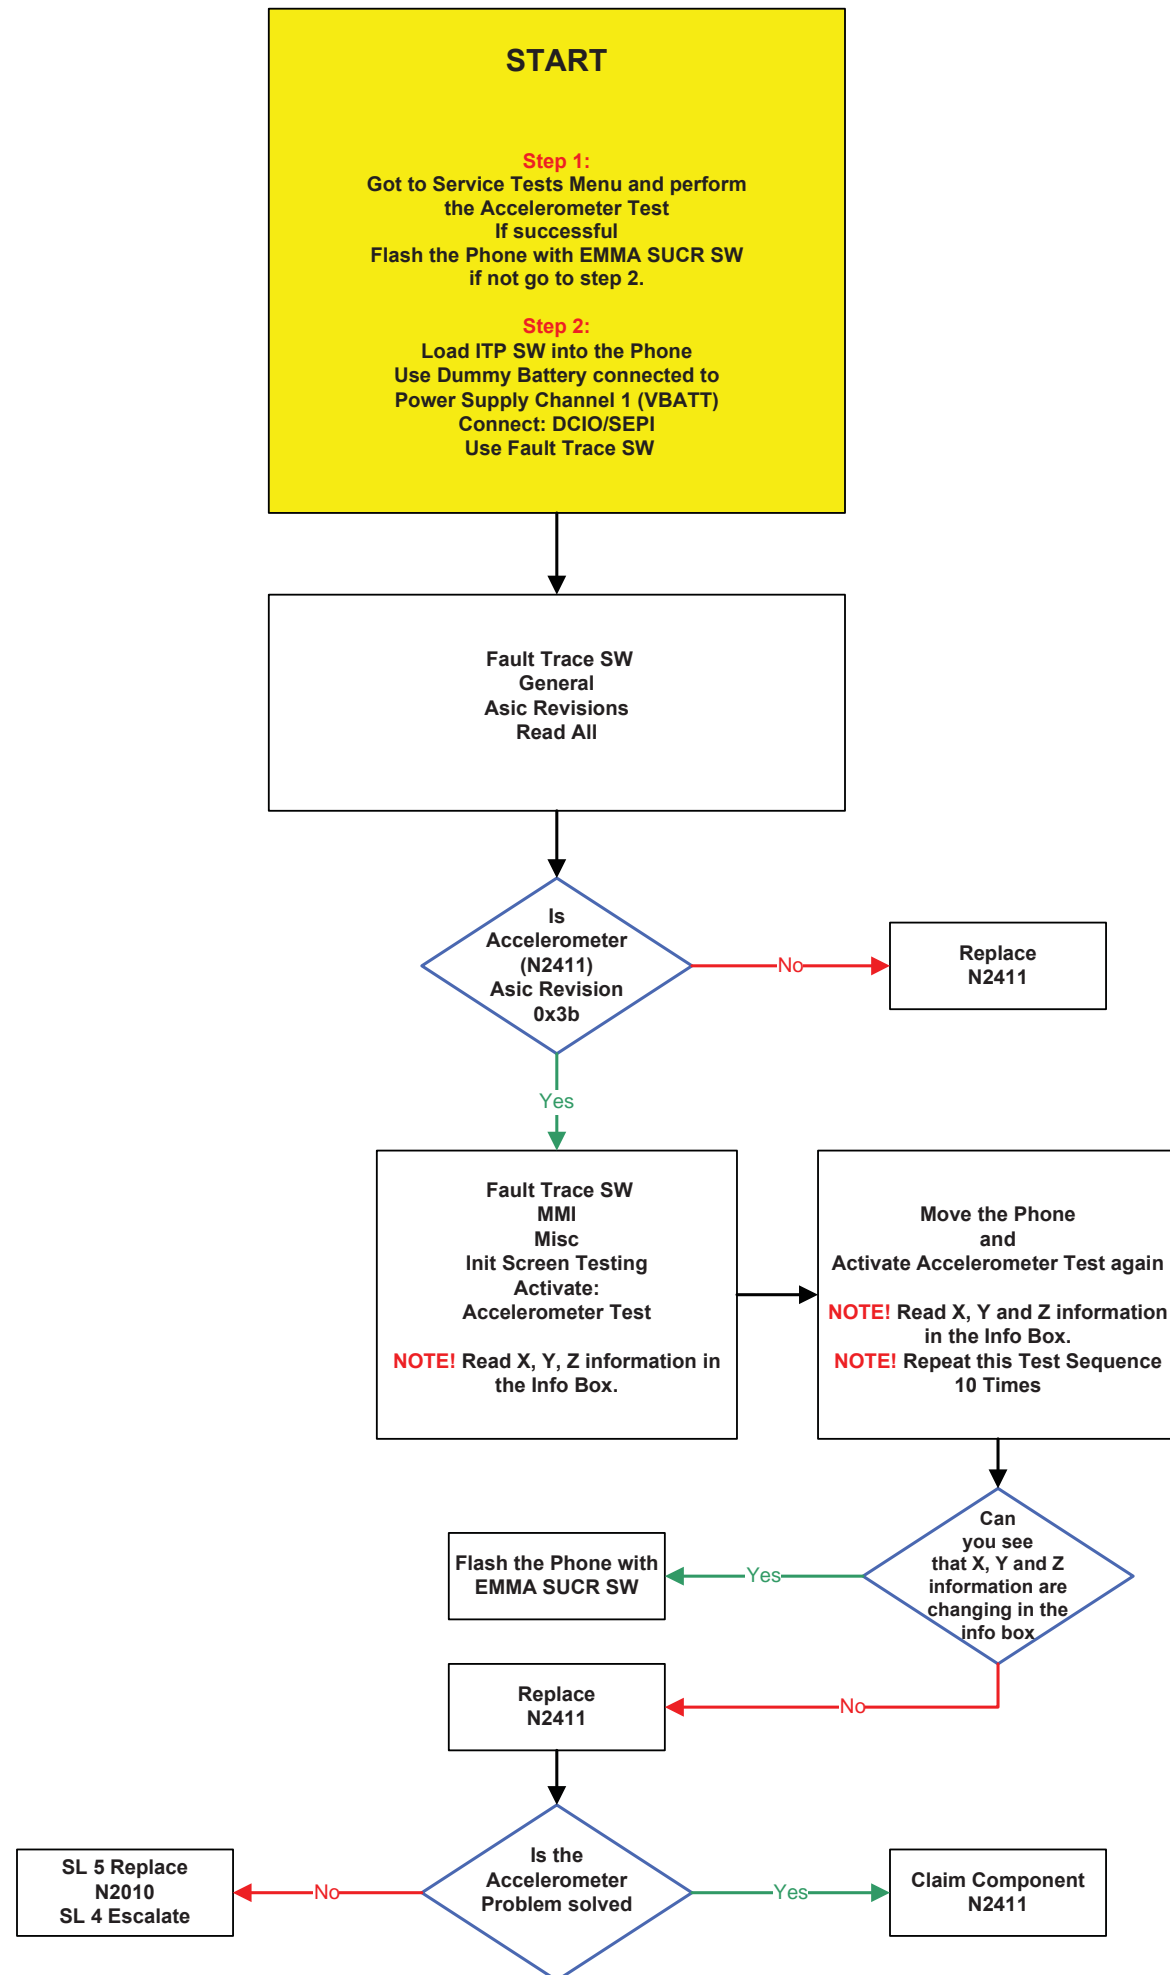 START
Step 1:
Got to Service Tests Menu and perform
the Accelerometer Test
If successful
Flash the Phone with EMMA SUCR SW
if not go to step 2.
Step 2:
Load ITP SW into the Phone
Use Dummy Battery connected to
Power Supply Channel 1 (VBATT)
Connect: DCIO/SEPI
Use Fault Trace SW
Fault Trace SW
General
Asic Revisions
Read All
Is
Accelerometer
(N2411)
Asic Revision
0x3b
No
Replace
N2411
Yes
Fault Trace SW
MMI
Misc
Init Screen Testing
Activate:
Accelerometer Test
NOTE! Read X, Y, Z information in
the Info Box.
Move the Phone
and
Activate Accelerometer Test again
NOTE! Read X, Y and Z information
in the Info Box.
NOTE! Repeat this Test Sequence
10 Times
Can
you see
that X, Y and Z
information are
changing in the
info box
Yes
Flash the Phone with
EMMA SUCR SW
No
Replace
N2411
Is the
Accelerometer
Problem solved
No
SL 5 Replace
N2010
SL 4 Escalate
Yes
Claim Component
N2411